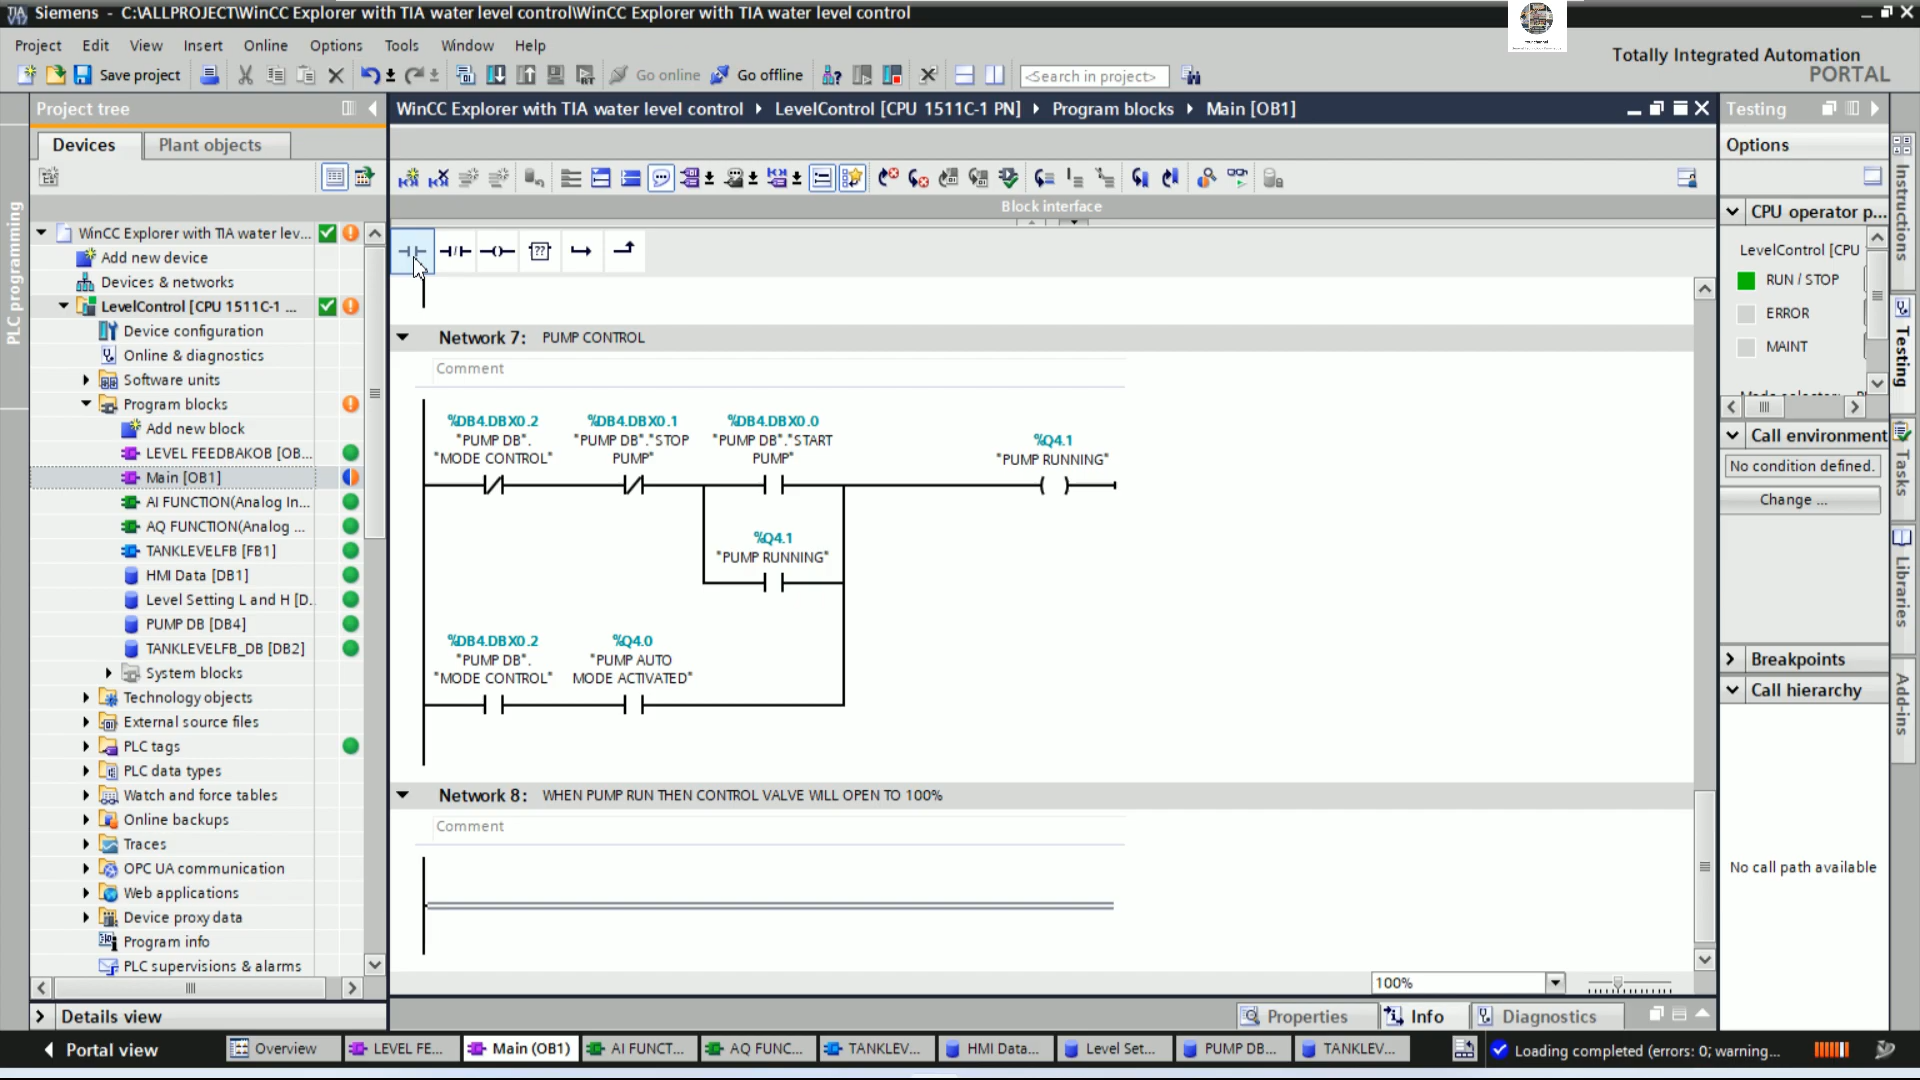 Siemens - C:\ALLPROJECT\WinCC Explorer with TIA water level control\WinCC Explorer with TIA water level control
Project Edit View Insert Online Options Tools Window Help
Totally Integrated Automation
PORTAL
Save project
Go online
Go offline
<Search in project>
Project tree
WinCC Explorer with TIA water level control
LevelControl [CPU 1511C-1 PN]
Program blocks
Main [OB1]
Testing
Devices
Plant objects
Options
Block interface
PLC programming
WinCC Explorer with TIA water lev...
Add new device
Devices & networks
LevelControl [CPU 1511C-1 ...
Device configuration
Online & diagnostics
Software units
Program blocks
Add new block
LEVEL FEEDBAKOB [OB...
Main [OB1]
AI FUNCTION(Analog In...
AQ FUNCTION(Analog ...
TANKLEVELFB [FB1]
HMI Data [DB1]
Level Setting L and H [D...
PUMP DB [DB4]
TANKLEVELFB_DB [DB2]
System blocks
Technology objects
External source files
PLC tags
PLC data types
Watch and force tables
Online backups
Traces
OPC UA communication
Web applications
Device proxy data
Program info
PLC supervisions & alarms
Details view
??
Network 7: PUMP CONTROL
Comment
%DB4.DBX0.2
"PUMP DB".
"MODE CONTROL"
%DB4.DBX0.1
"PUMP DB"."STOP
PUMP"
%DB4.DBX0.0
"PUMP DB"."START
PUMP"
%Q4.1
"PUMP RUNNING"
%Q4.1
"PUMP RUNNING"
%DB4.DBX0.2
"PUMP DB".
"MODE CONTROL"
%Q4.0
"PUMP AUTO
MODE ACTIVATED"
Network 8: WHEN PUMP RUN THEN CONTROL VALVE WILL OPEN TO 100%
Comment
100%
Properties
Info
Diagnostics
CPU operator p...
LevelControl [CPU
RUN / STOP
ERROR
MAINT
Call environment
No condition defined.
Change ...
Breakpoints
Call hierarchy
No call path available
Instructions
Testing
Tasks
Libraries
Add-ins
Portal view
Overview
LEVEL FE...
Main (OB1)
AI FUNCT...
AQ FUNC...
TANKLEV...
HMI Data...
Level Set...
PUMP DB...
TANKLEV...
Loading completed (errors: 0; warning...